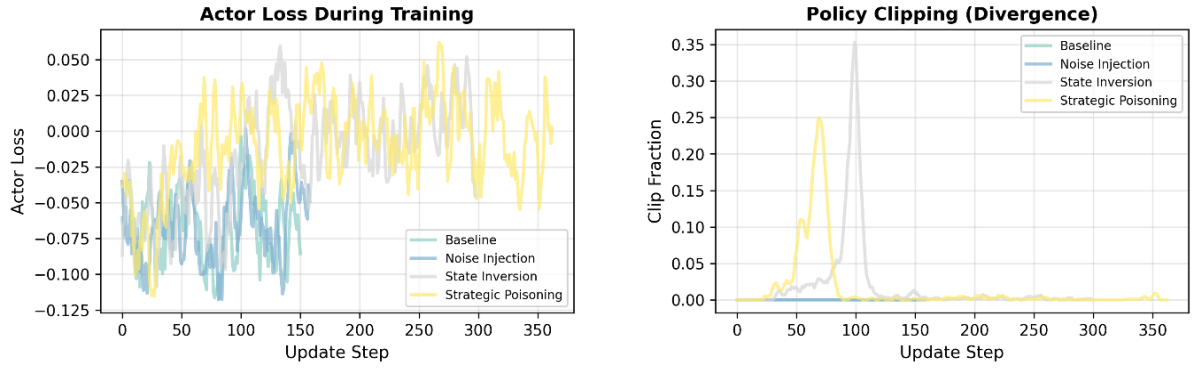 Actor Loss During Training
0.050
0.025
0.000
−0.025
−0.050
−0.075
−0.100
−0.125
Actor Loss
0 50 100 150 200 250 300 350
Update Step
Baseline
Noise Injection
State Inversion
Strategic Poisoning
Policy Clipping (Divergence)
0.35
0.30
0.25
0.20
0.15
0.10
0.05
0.00
Clip Fraction
0 50 100 150 200 250 300 350
Update Step
Baseline
Noise Injection
State Inversion
Strategic Poisoning